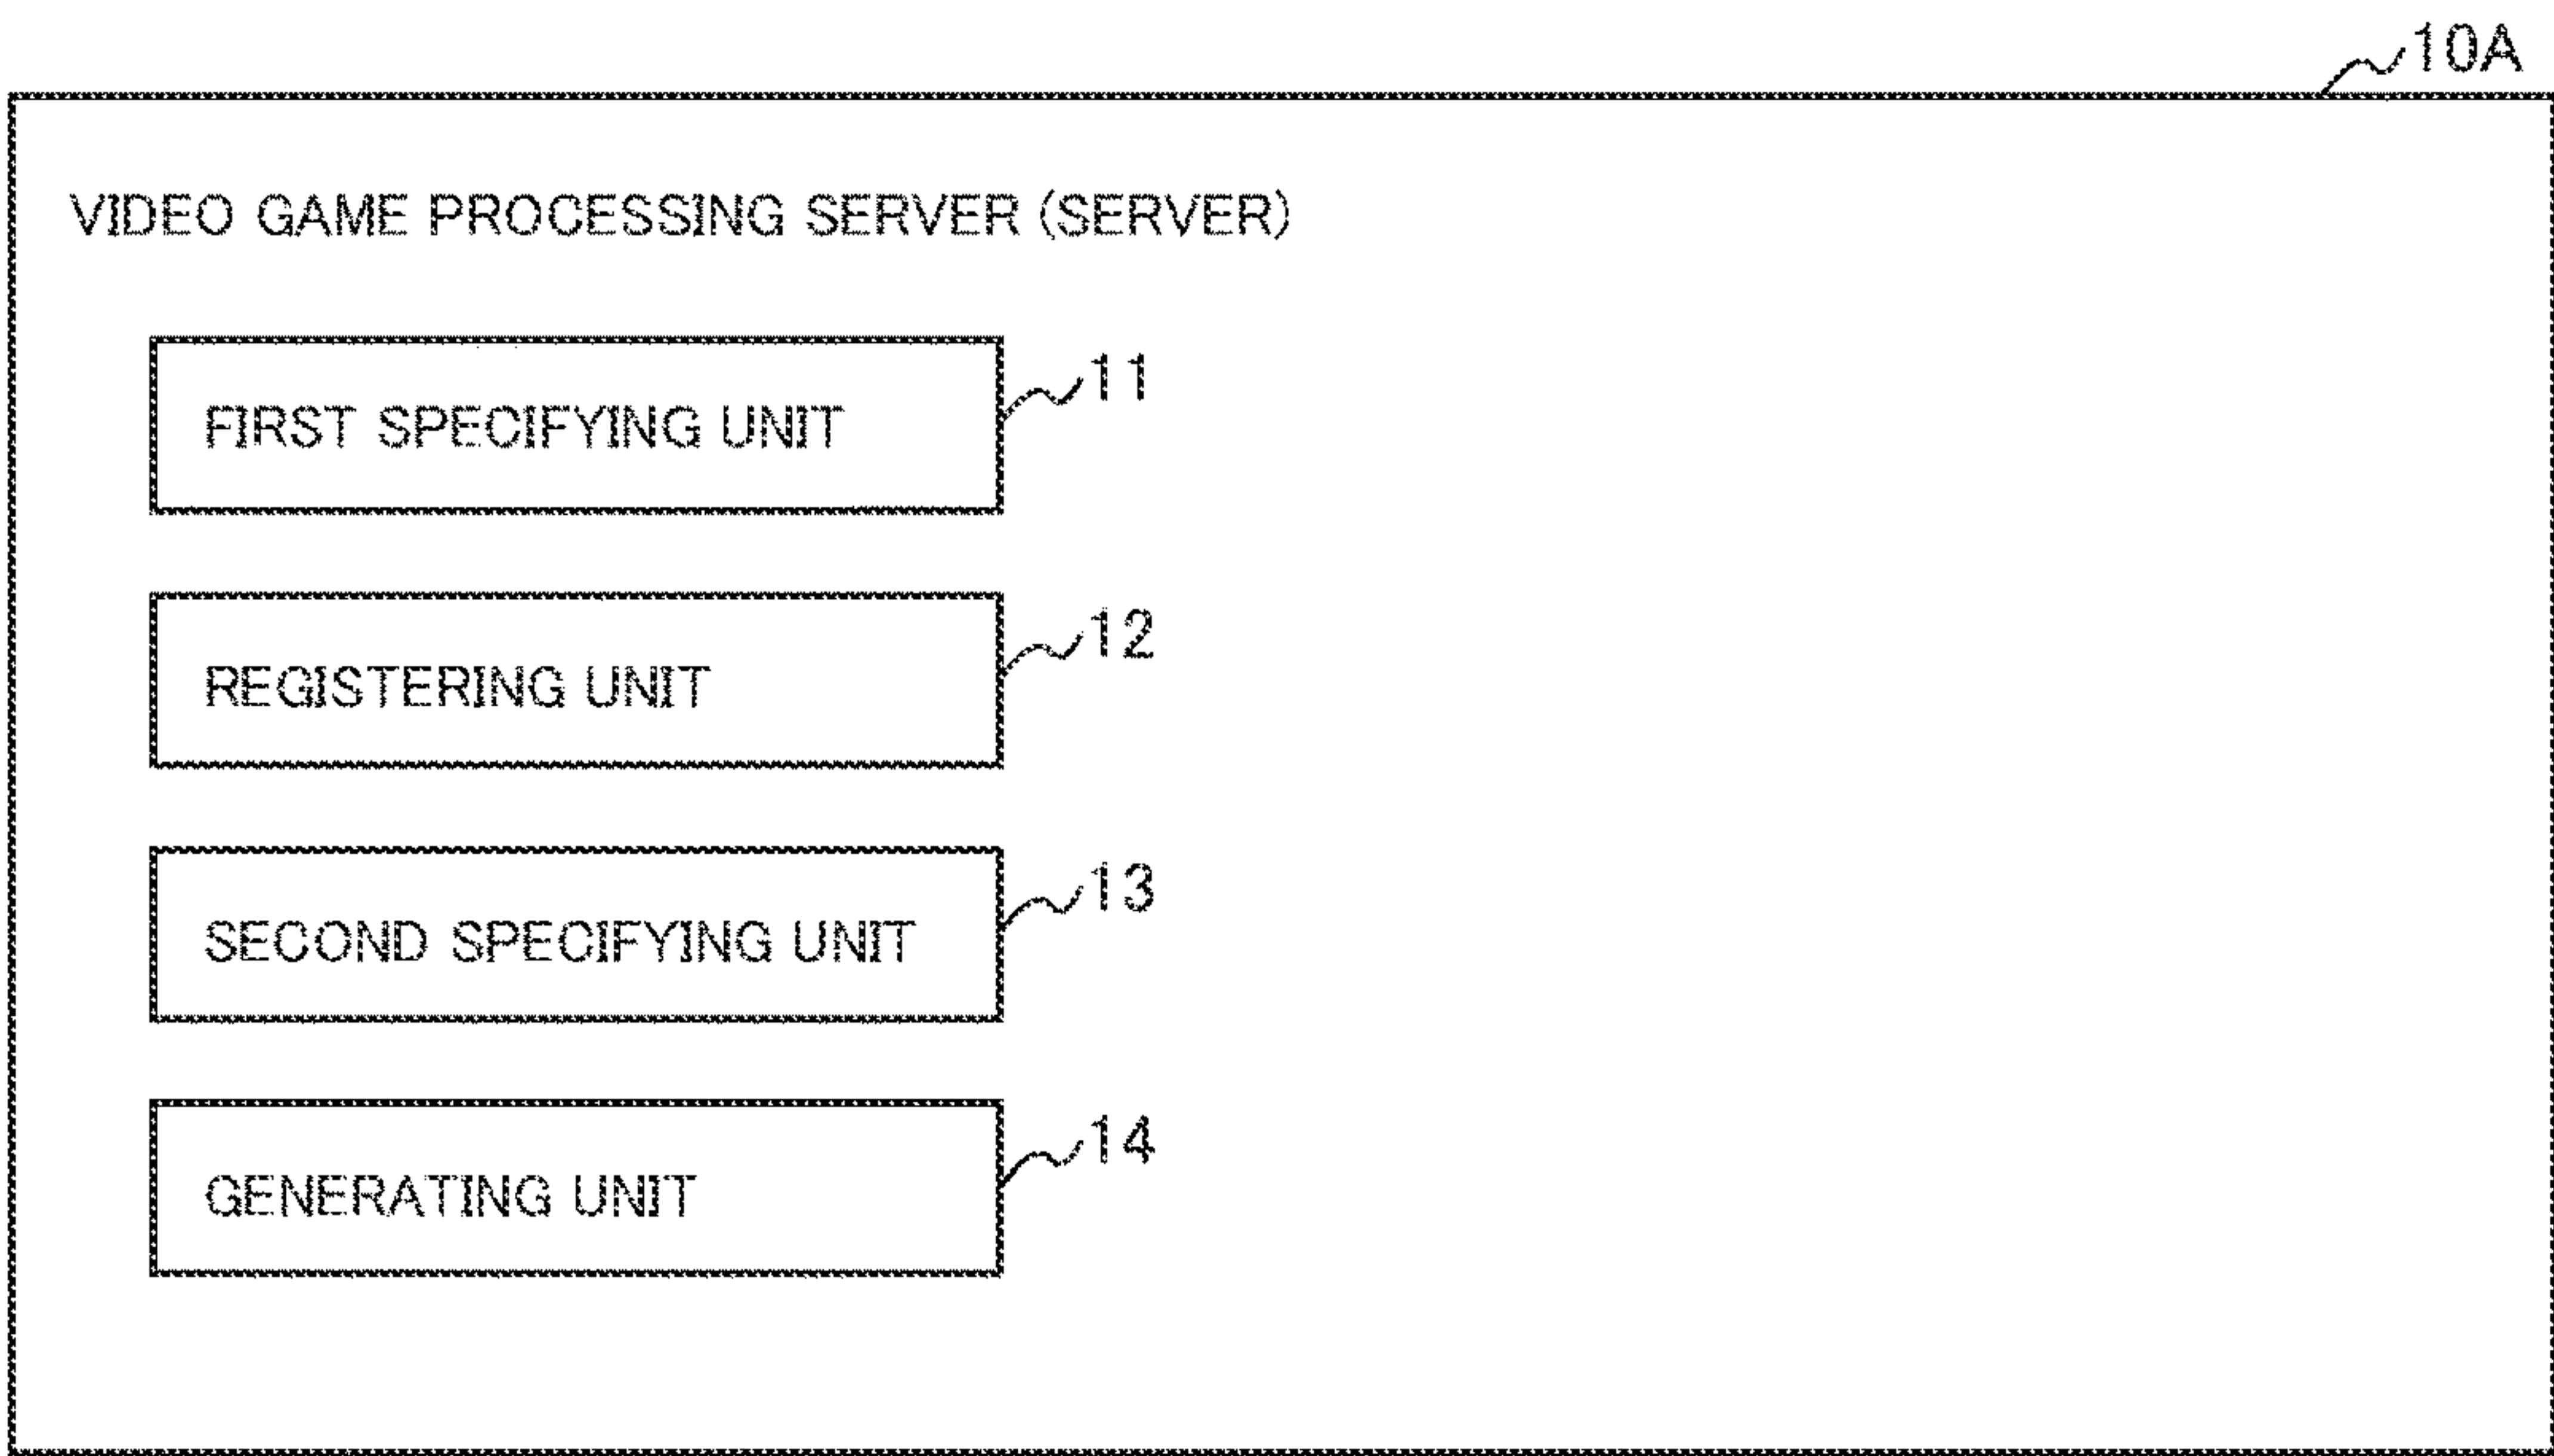 10A
VIDEO GAME PROCESSING SERVER (SERVER)
FIRST SPECIFYING UNIT
11
REGISTERING UNIT
12
SECOND SPECIFYING UNIT
13
GENERATING UNIT
14